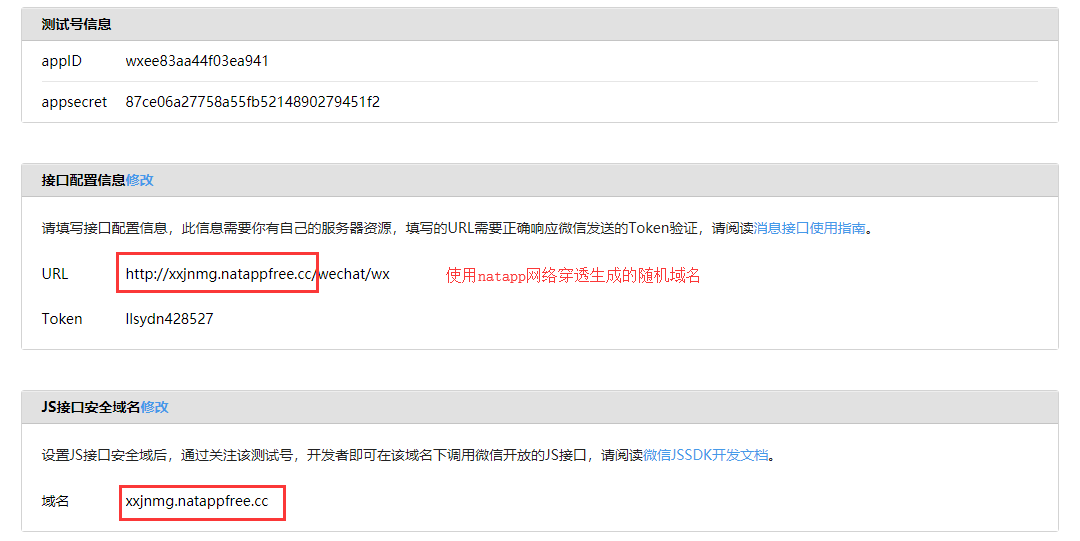 测试号信息
appID wxee83aa44f03ea941
appsecret 87ce06a27758a55fb5214890279451f2
接口配置信息修改
请填写接口配置信息，此信息需要你有自己的服务器资源，填写的URL需要正确响应微信发送的Token验证，请阅读消息接口使用指南。
URL http://xxjnmg.natappfree.cc/wechat/wx 使用natapp网络穿透生成的随机域名
Token llsydn428527
JS接口安全域名修改
设置JS接口安全域后，通过关注该测试号，开发者即可在该域名下调用微信开放的JS接口，请阅读微信JSSDK开发文档。
域名 xxjnmg.natappfree.cc